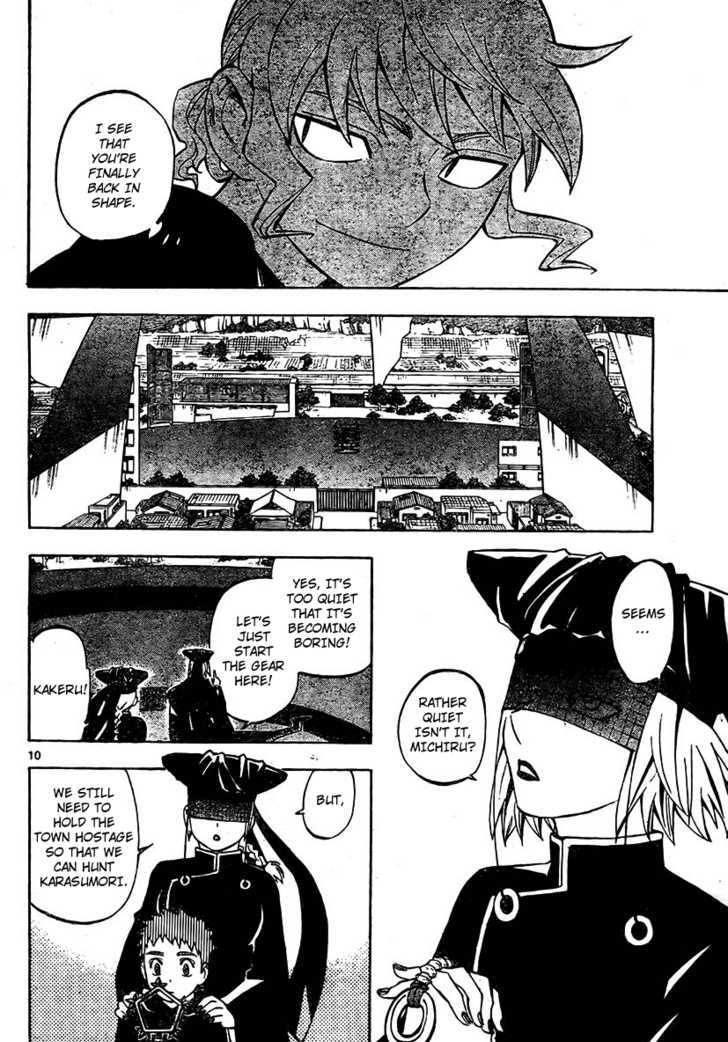 I SEE
THAT
YOU'RE
FINALLY
BACK IN
SHAPE.
SEEMS
...
RATHER
QUIET
ISN'T IT,
MICHIRU?
YES, IT'S
TOO QUIET
THAT IT'S
BECOMING
BORING!
LET'S
JUST
START
THE GEAR
HERE!
KAKERU!
10
BUT,
WE STILL
NEED TO
HOLD THE
TOWN HOSTAGE
SO THAT WE
CAN HUNT
KARASUMORI.